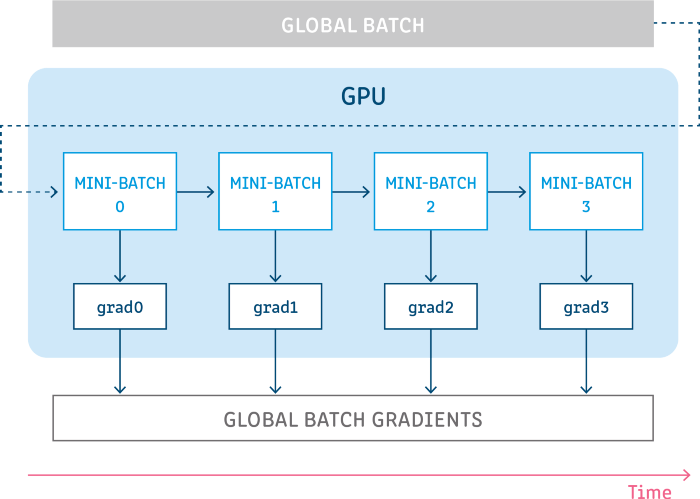 GLOBAL BATCH
GPU
MINI-BATCH
0
MINI-BATCH
1
MINI-BATCH
2
MINI-BATCH
3
grad0
grad1
grad2
grad3
GLOBAL BATCH GRADIENTS
Time